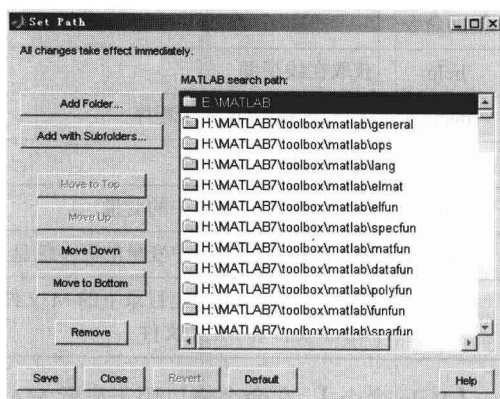 Set Path
All changes take effect immediately.
MATLAB search path:
Add Folder...
Add with Subfolders...
Move to Top
Move Up
Move Down
Move to Bottom
Remove
E:\MATLAB
H:\MATLAB7\toolbox\matlab\general
H:\MATLAB7\toolbox\matlab\ops
H:\MATLAB7\toolbox\matlab\lang
H:\MATLAB7\toolbox\matlab\elmat
H:\MATLAB7\toolbox\matlab\elfun
H:\MATLAB7\toolbox\matlab\specfun
H:\MATLAB7\toolbox\matlab\matfun
H:\MATLAB7\toolbox\matlab\datafun
H:\MATLAB7\toolbox\matlab\polyfun
H:\MATLAB7\toolbox\matlab\funfun
H:\MATLAB7\toolbox\matlab\sparfun
Save
Close
Revert
Default
Help